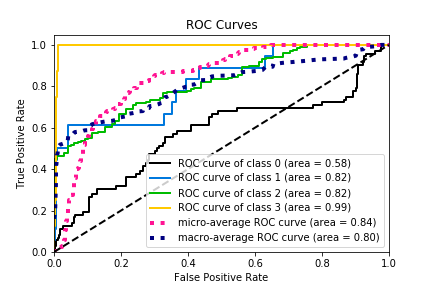 ROC Curves
1.0
0.8
0.6
0.4
0.2
0.0
True Positive Rate
ROC curve of class 0 (area = 0.58)
ROC curve of class 1 (area = 0.82)
ROC curve of class 2 (area = 0.82)
ROC curve of class 3 (area = 0.99)
micro-average ROC curve (area = 0.84)
macro-average ROC curve (area = 0.80)
0.0 0.2 0.4 0.6 0.8 1.0
False Positive Rate